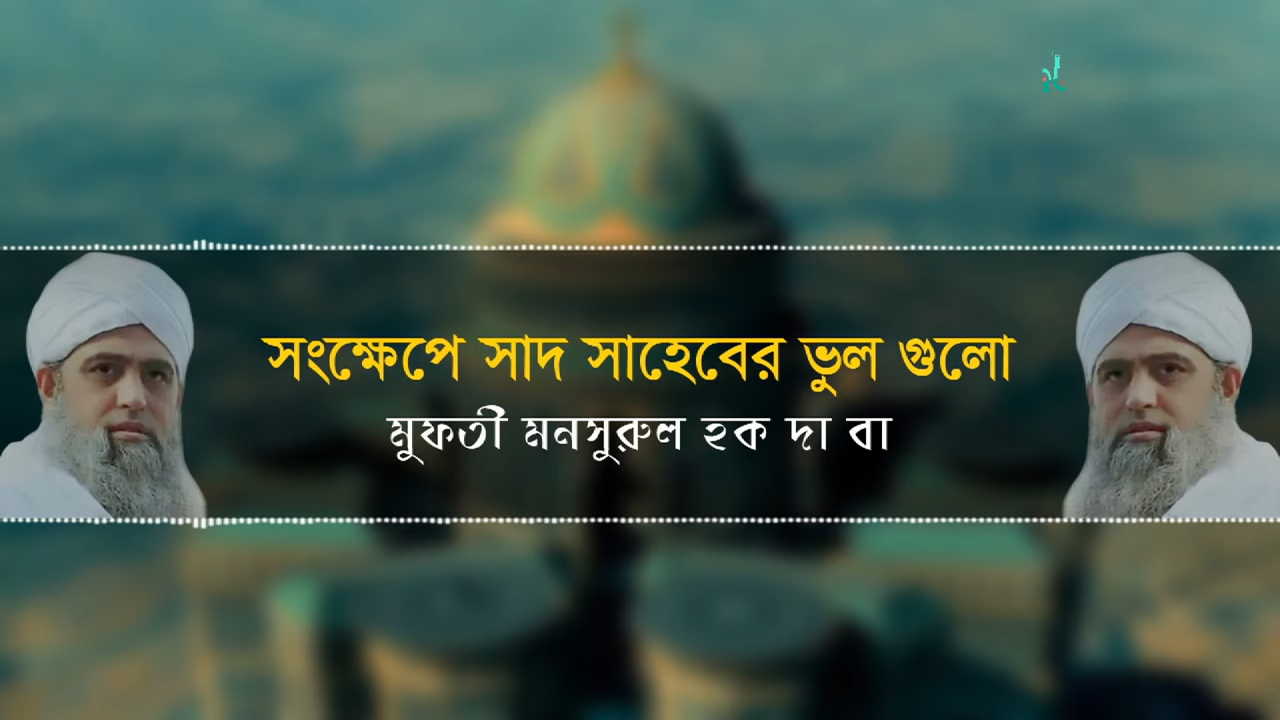 সংক্ষেপে সাদ সাহেবের ভুল গুলো
মুফতী মনসুরুল হক দা বা